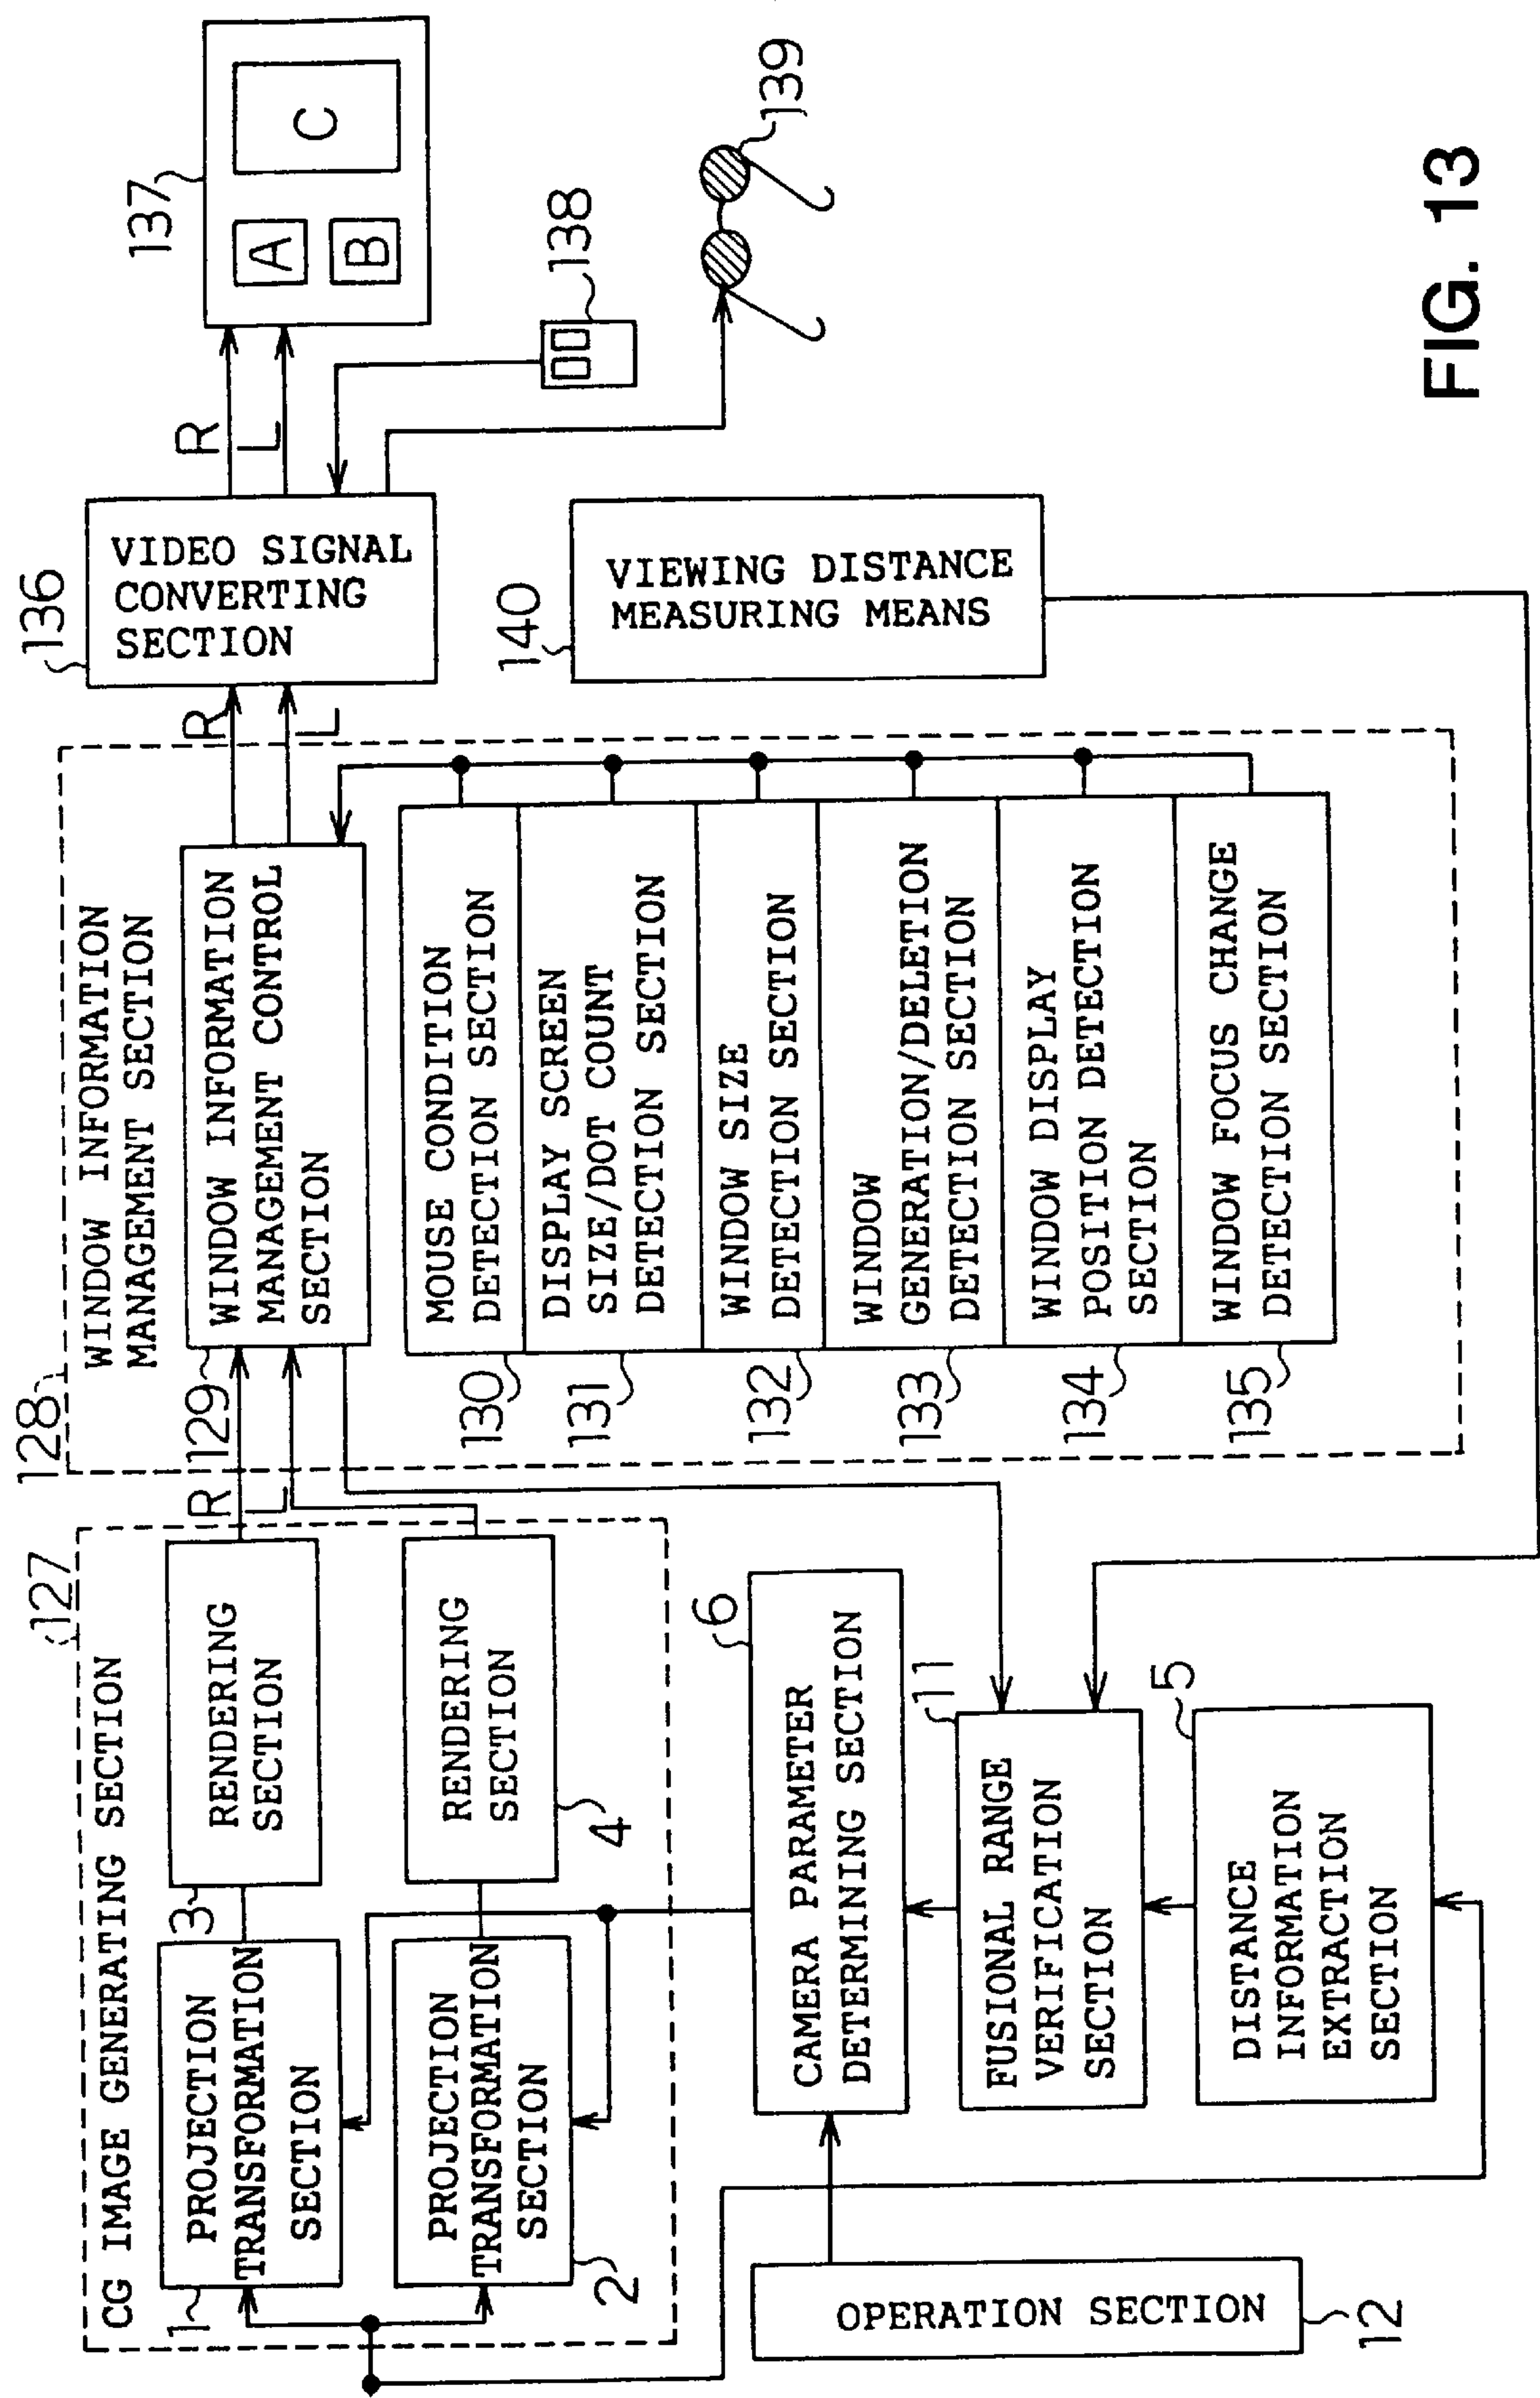 127
CG IMAGE GENERATING SECTION
1
PROJECTION
TRANSFORMATION
SECTION
3
RENDERING
SECTION
R
L
2
PROJECTION
TRANSFORMATION
SECTION
4
RENDERING
SECTION
6
CAMERA PARAMETER
DETERMINING SECTION
11
FUSIONAL RANGE
VERIFICATION
SECTION
5
DISTANCE
INFORMATION
EXTRACTION
SECTION
OPERATION SECTION
12
128
WINDOW INFORMATION
MANAGEMENT SECTION
129
WINDOW INFORMATION
MANAGEMENT CONTROL
SECTION
130
MOUSE CONDITION
DETECTION SECTION
131
DISPLAY SCREEN
SIZE/DOT COUNT
DETECTION SECTION
132
WINDOW SIZE
DETECTION SECTION
133
WINDOW
GENERATION/DELETION
DETECTION SECTION
134
WINDOW DISPLAY
POSITION DETECTION
SECTION
135
WINDOW FOCUS CHANGE
DETECTION SECTION
R
L
136
VIDEO SIGNAL
CONVERTING
SECTION
140
VIEWING DISTANCE
MEASURING MEANS
R
L
137
A
B
C
138
139
FIG. 13